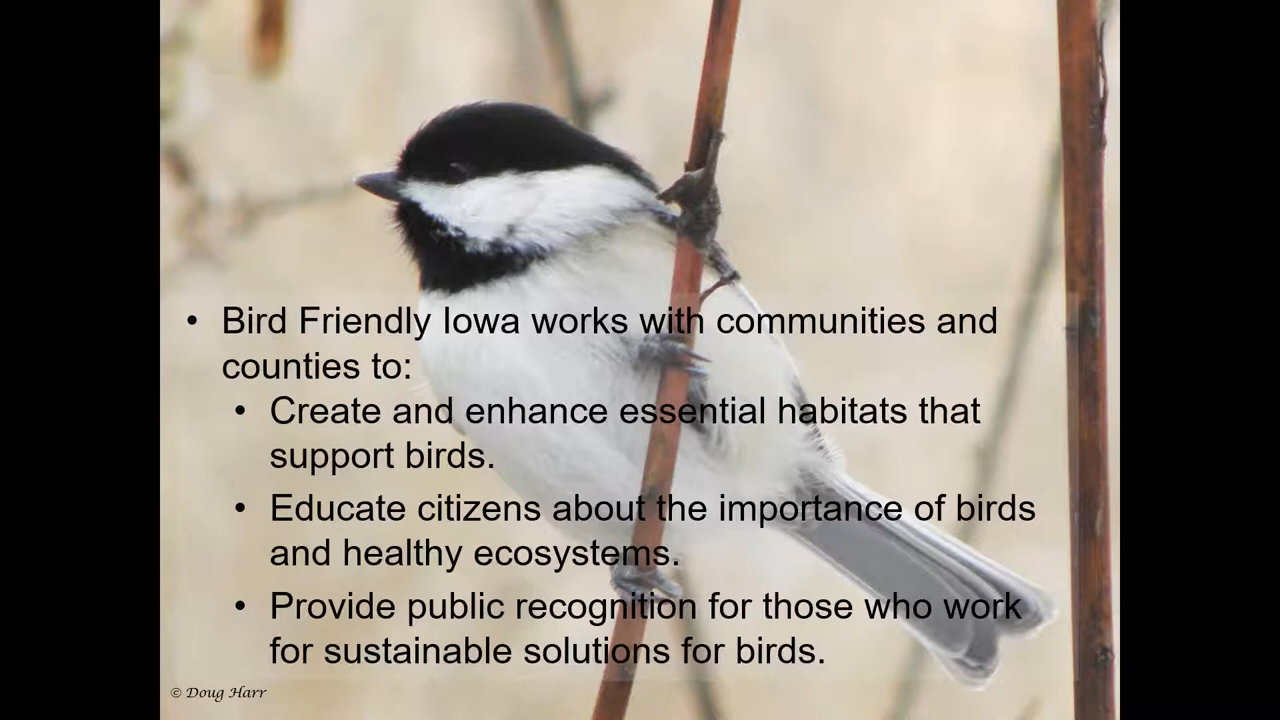 • Bird Friendly Iowa works with communities and
counties to:
• Create and enhance essential habitats that
support birds.
• Educate citizens about the importance of birds
and healthy ecosystems.
• Provide public recognition for those who work
for sustainable solutions for birds.
© Doug Harr